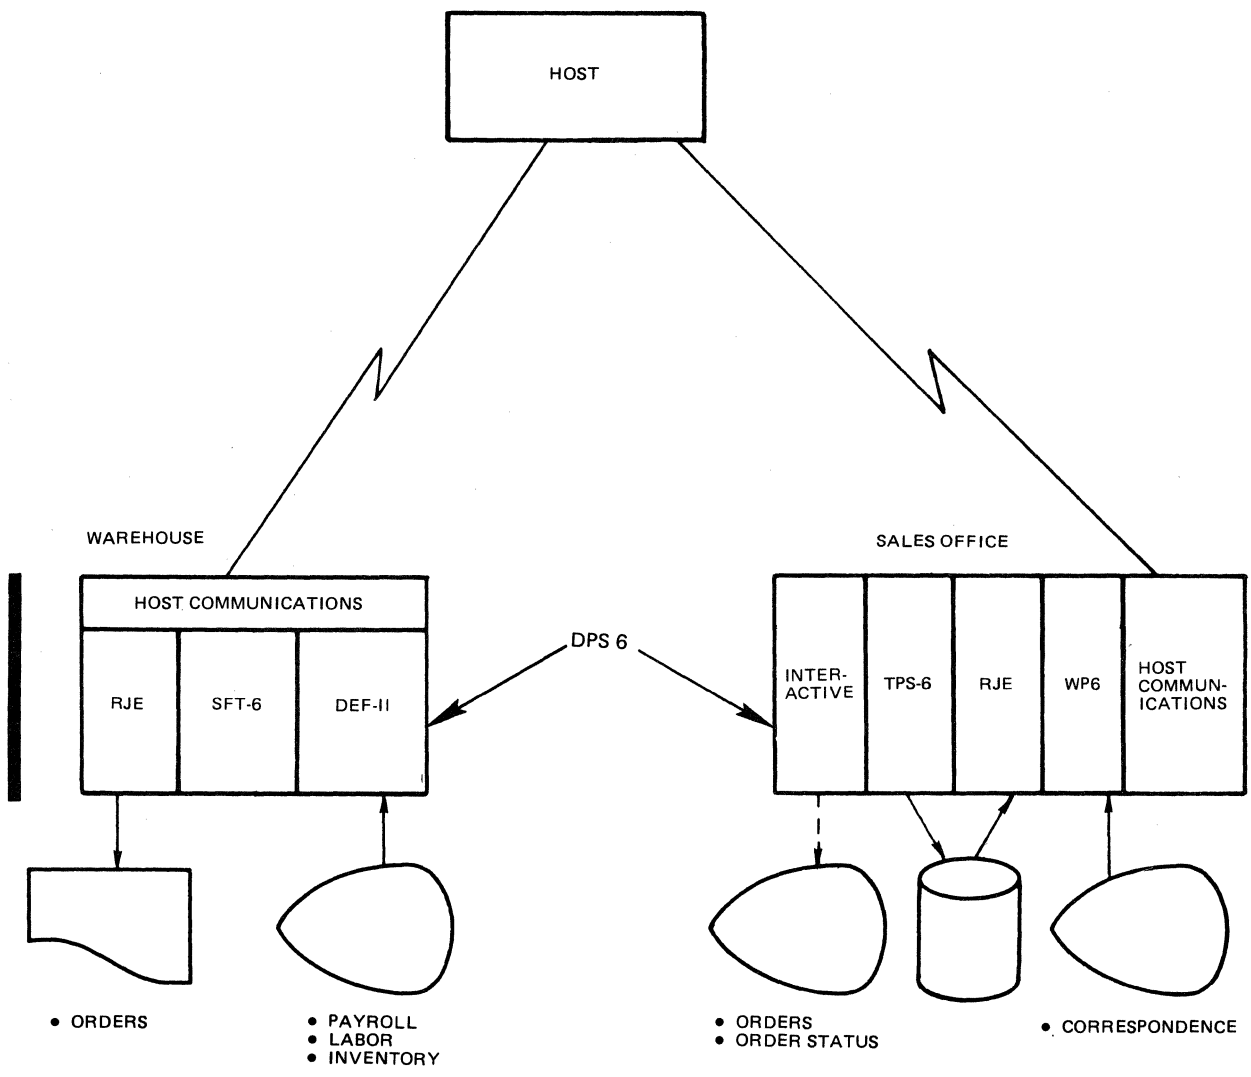 HOST
WAREHOUSE
SALES OFFICE
HOST COMMUNICATIONS
DPS 6
RJE
SFT-6
DEF-II
INTER-
ACTIVE
TPS-6
RJE
WP6
HOST
COMMUN-
ICATIONS
• ORDERS
• PAYROLL
• LABOR
• INVENTORY
• ORDERS
• ORDER STATUS
• CORRESPONDENCE